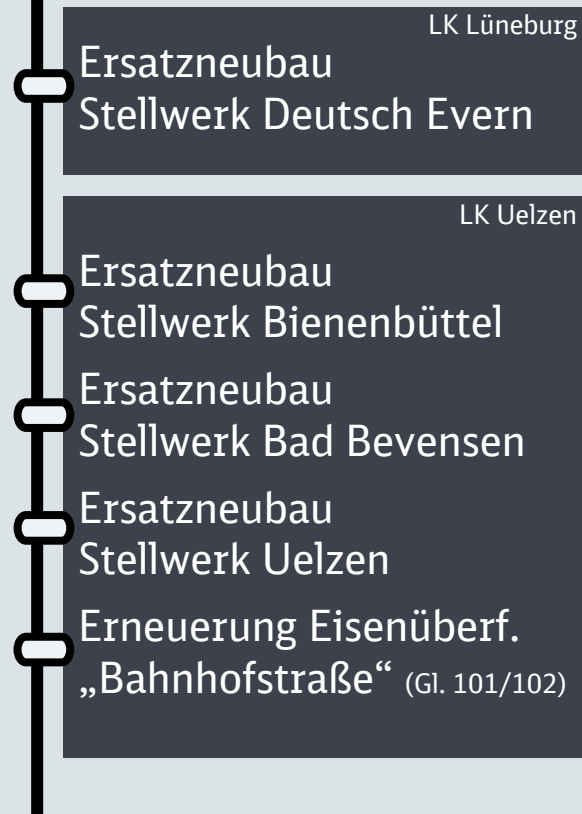 LK Lüneburg
Ersatzneubau
Stellwerk Deutsch Evern
LK Uelzen
Ersatzneubau
Stellwerk Bienenbüttel
Ersatzneubau
Stellwerk Bad Bevensen
Ersatzneubau
Stellwerk Uelzen
Erneuerung Eisenüberf.
„Bahnhofstraße“ (Gl. 101/102)